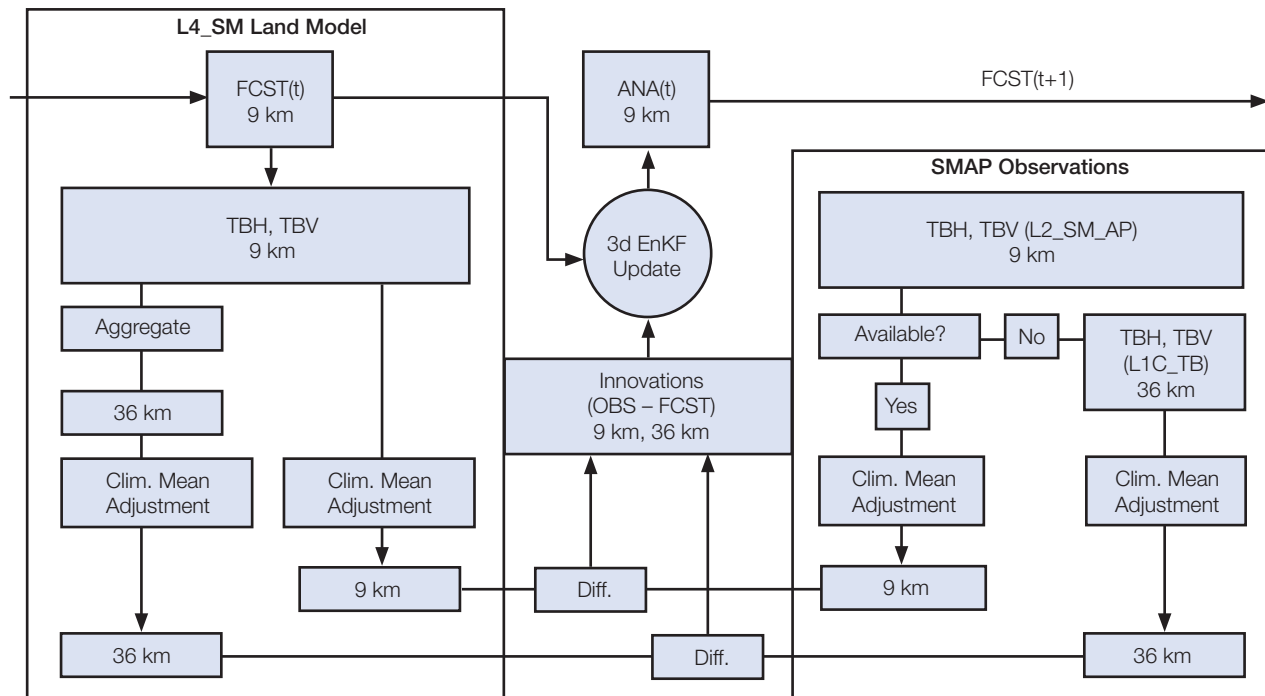 L4_SM Land Model
FCST(t)
9 km
TBH, TBV
9 km
Aggregate
36 km
Clim. Mean
Adjustment
36 km
Clim. Mean
Adjustment
9 km
ANA(t)
9 km
FCST(t+1)
3d EnKF
Update
Innovations
(OBS – FCST)
9 km, 36 km
Diff.
Diff.
SMAP Observations
TBH, TBV (L2_SM_AP)
9 km
Available?
No
Yes
TBH, TBV
(L1C_TB)
36 km
Clim. Mean
Adjustment
9 km
Clim. Mean
Adjustment
36 km